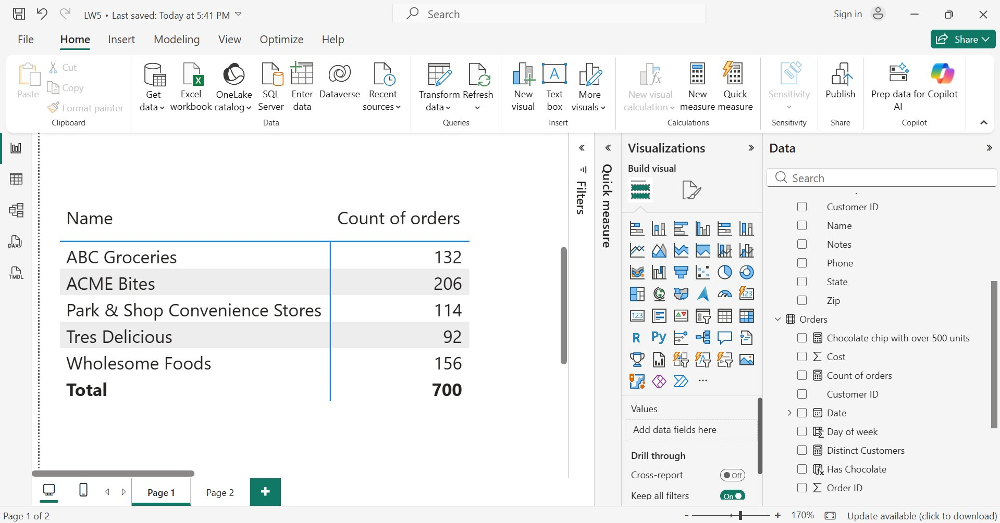 LW5 • Last saved: Today at 5:41 PM
Search
Sign in
File
Home
Insert
Modeling
View
Optimize
Help
Share
Paste
Cut
Copy
Format painter
Clipboard
Get data
Excel workbook
OneLake catalog
SQL Server
Enter data
Dataverse
Recent sources
Data
Transform data
Refresh
Queries
New visual
Text box
More visuals
Insert
New visual calculation
New measure
Quick measure
Calculations
Sensitivity
Sensitivity
Publish
Share
Prep data for AI
Copilot
Copilot
DAX
TMDL
Name Count of orders
ABC Groceries 132
ACME Bites 206
Park & Shop Convenience Stores 114
Tres Delicious 92
Wholesome Foods 156
Total 700
Filters
Quick measure
Visualizations
Build visual
123
123
R
Py
Values
Add data fields here
Drill through
Cross-report Off
Keep all filters On
Data
Search
Customer ID
Name
Notes
Phone
State
Zip
Orders
Chocolate chip with over 500 units
Cost
Count of orders
Customer ID
Date
Day of week
Distinct Customers
Has Chocolate
Order ID
Page 1
Page 2
Page 1 of 2
- + 170%
Update available (click to download)